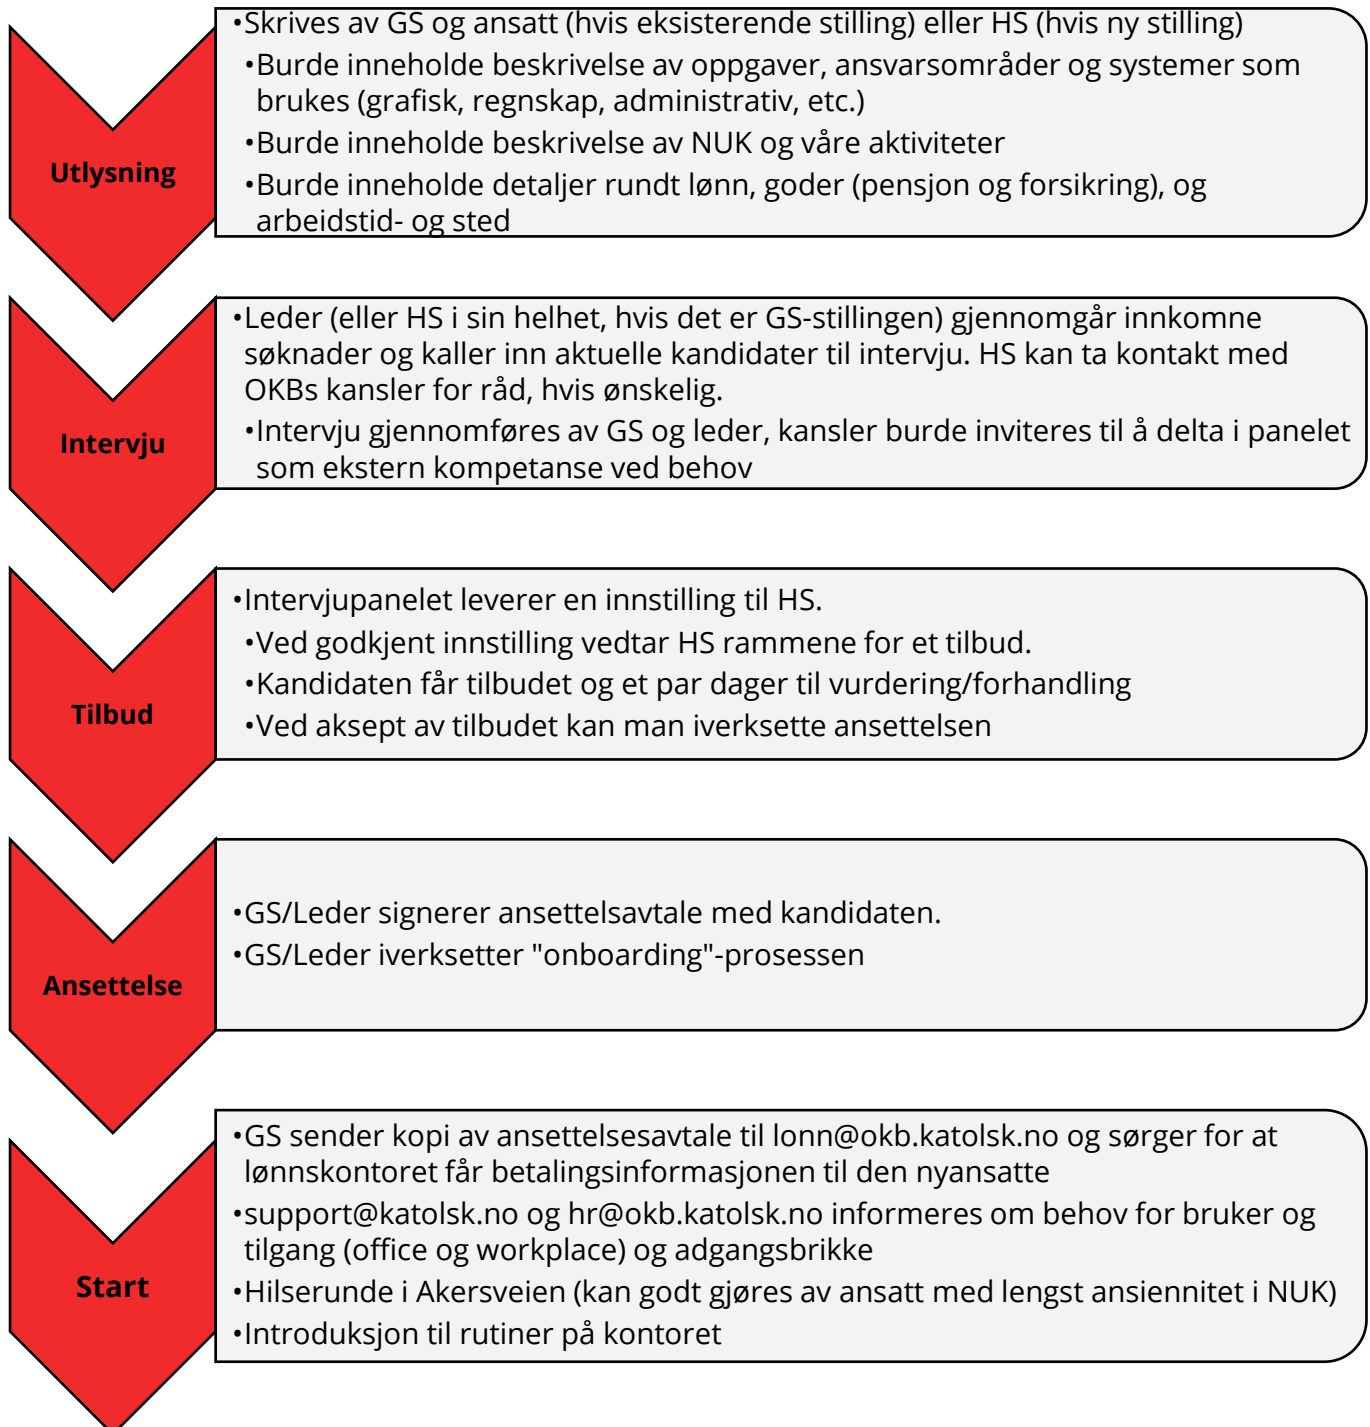 Utlysning
•Skrives av GS og ansatt (hvis eksisterende stilling) eller HS (hvis ny stilling)
•Burde inneholde beskrivelse av oppgaver, ansvarsområder og systemer som
brukes (grafisk, regnskap, administrativ, etc.)
•Burde inneholde beskrivelse av NUK og våre aktiviteter
•Burde inneholde detaljer rundt lønn, goder (pensjon og forsikring), og
arbeidstid- og sted
Intervju
•Leder (eller HS i sin helhet, hvis det er GS-stillingen) gjennomgår innkomne
søknader og kaller inn aktuelle kandidater til intervju. HS kan ta kontakt med
OKBs kansler for råd, hvis ønskelig.
•Intervju gjennomføres av GS og leder, kansler burde inviteres til å delta i panelet
som ekstern kompetanse ved behov
Tilbud
•Intervjupanelet leverer en innstilling til HS.
•Ved godkjent innstilling vedtar HS rammene for et tilbud.
•Kandidaten får tilbudet og et par dager til vurdering/forhandling
•Ved aksept av tilbudet kan man iverksette ansettelsen
Ansettelse
•GS/Leder signerer ansettelsavtale med kandidaten.
•GS/Leder iverksetter "onboarding"-prosessen
Start
•GS sender kopi av ansettelsesavtale til lonn@okb.katolsk.no og sørger for at
lønnskontoret får betalingsinformasjonen til den nyansatte
•support@katolsk.no og hr@okb.katolsk.no informeres om behov for bruker og
tilgang (office og workplace) og adgangsbrikke
•Hilserunde i Akersveien (kan godt gjøres av ansatt med lengst ansiennitet i NUK)
•Introduksjon til rutiner på kontoret